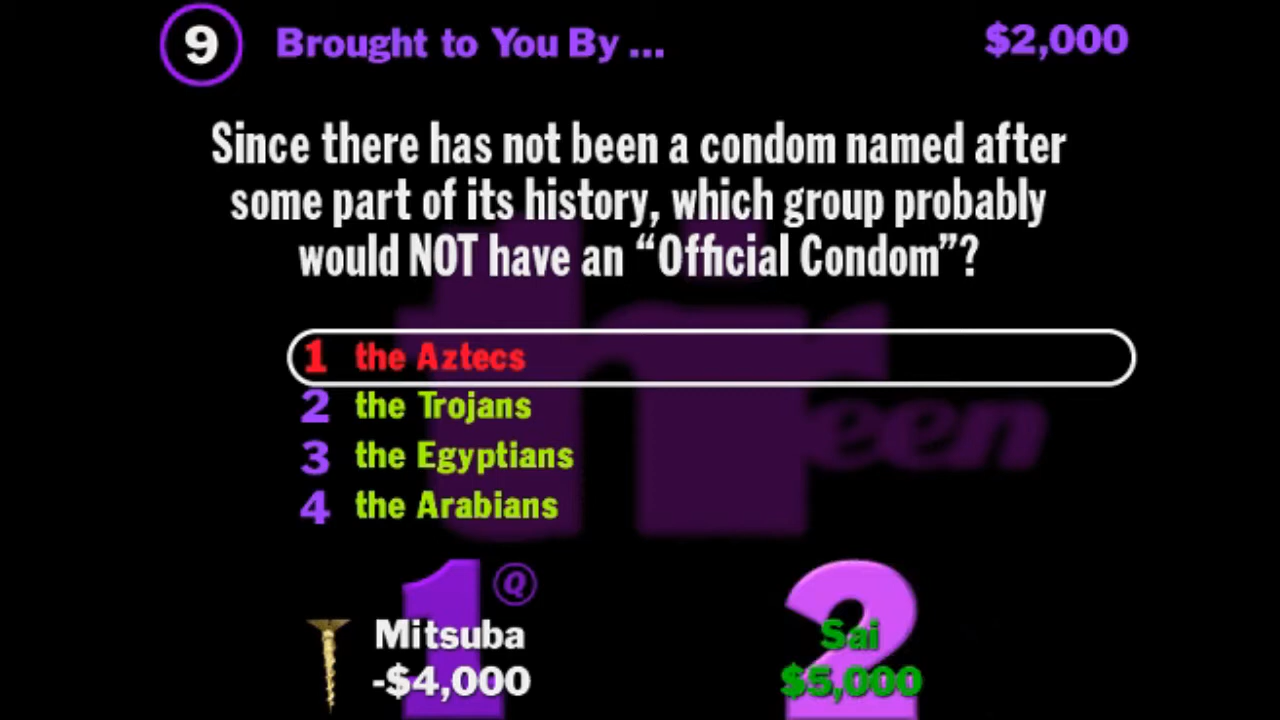 9 Brought to You By ... $2,000
Since there has not been a condom named after
some part of its history, which group probably
would NOT have an “Official Condom”?
1 the Aztecs
2 the Trojans
3 the Egyptians
4 the Arabians
1 Q 2
Mitsuba Sai
-$4,000 $5,000